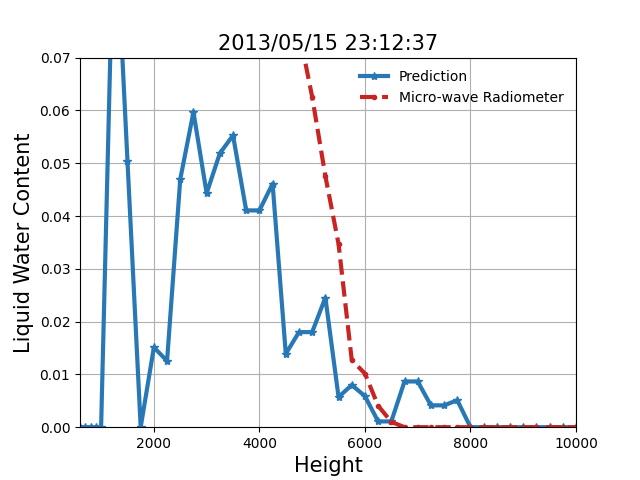 2013/05/15 23:12:37
Prediction
Micro-wave Radiometer
Liquid Water Content
0.07
0.06
0.05
0.04
0.03
0.02
0.01
0.00
2000 4000 6000 8000 10000
Height